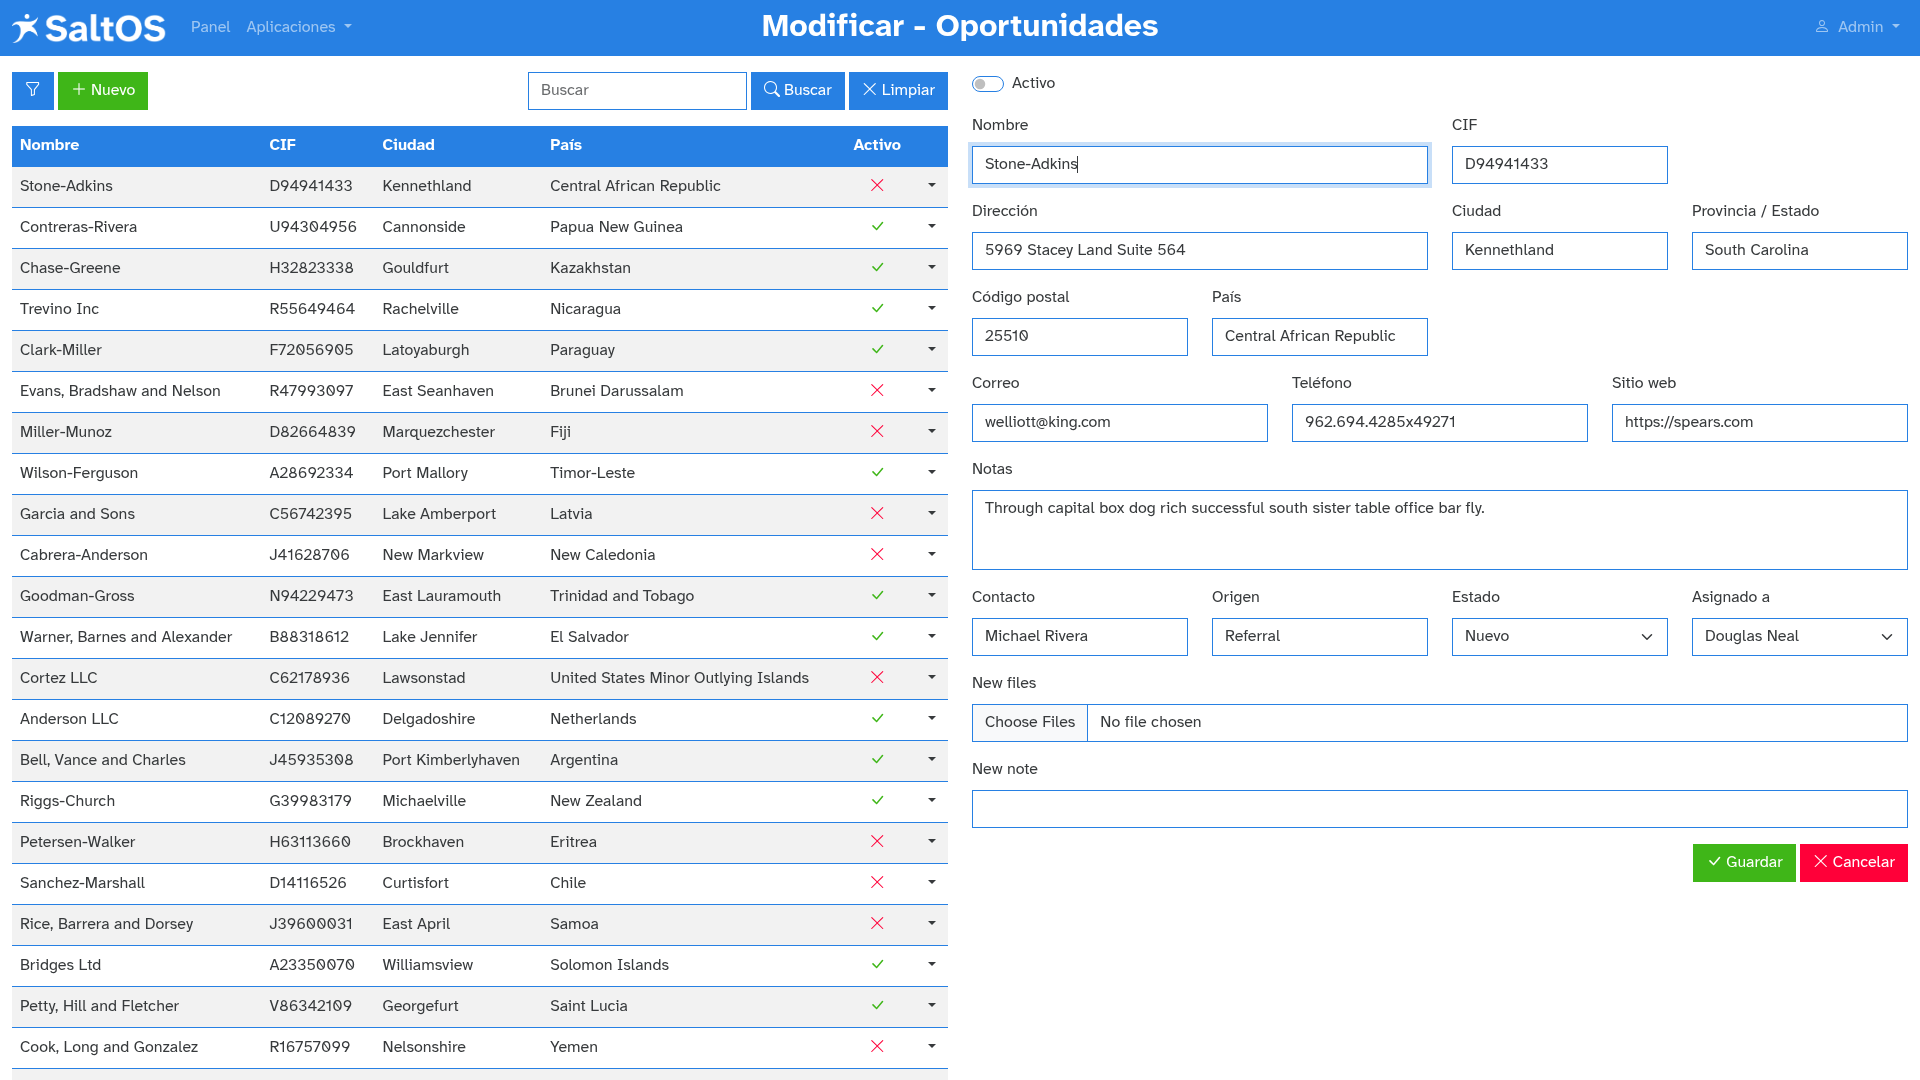 SaltOS Panel Aplicaciones Modificar - Oportunidades Admin
Nuevo Buscar Buscar Limpiar
Nombre CIF Ciudad País Activo
Stone-Adkins D94941433 Kennethland Central African Republic
Contreras-Rivera U94304956 Cannonside Papua New Guinea
Chase-Greene H32823338 Gouldfurt Kazakhstan
Trevino Inc R55649464 Rachelville Nicaragua
Clark-Miller F72056905 Latoyaburgh Paraguay
Evans, Bradshaw and Nelson R47993097 East Seanhaven Brunei Darussalam
Miller-Munoz D82664839 Marquezchester Fiji
Wilson-Ferguson A28692334 Port Mallory Timor-Leste
Garcia and Sons C56742395 Lake Amberport Latvia
Cabrera-Anderson J41628706 New Markview New Caledonia
Goodman-Gross N94229473 East Lauramouth Trinidad and Tobago
Warner, Barnes and Alexander B88318612 Lake Jennifer El Salvador
Cortez LLC C62178936 Lawsonstad United States Minor Outlying Islands
Anderson LLC C12089270 Delgadoshire Netherlands
Bell, Vance and Charles J45935308 Port Kimberlyhaven Argentina
Riggs-Church G39983179 Michaelville New Zealand
Petersen-Walker H63113660 Brockhaven Eritrea
Sanchez-Marshall D14116526 Curtisfort Chile
Rice, Barrera and Dorsey J39600031 East April Samoa
Bridges Ltd A23350070 Williamsview Solomon Islands
Petty, Hill and Fletcher V86342109 Georgefurt Saint Lucia
Cook, Long and Gonzalez R16757099 Nelsonshire Yemen
Activo
Nombre CIF
Stone-Adkins D94941433
Dirección Ciudad Provincia / Estado
5969 Stacey Land Suite 564 Kennethland South Carolina
Código postal País
25510 Central African Republic
Correo Teléfono Sitio web
welliott@king.com 962.694.4285x49271 https://spears.com
Notas
Through capital box dog rich successful south sister table office bar fly.
Contacto Origen Estado Asignado a
Michael Rivera Referral Nuevo Douglas Neal
New files
Choose Files No file chosen
New note
Guardar Cancelar